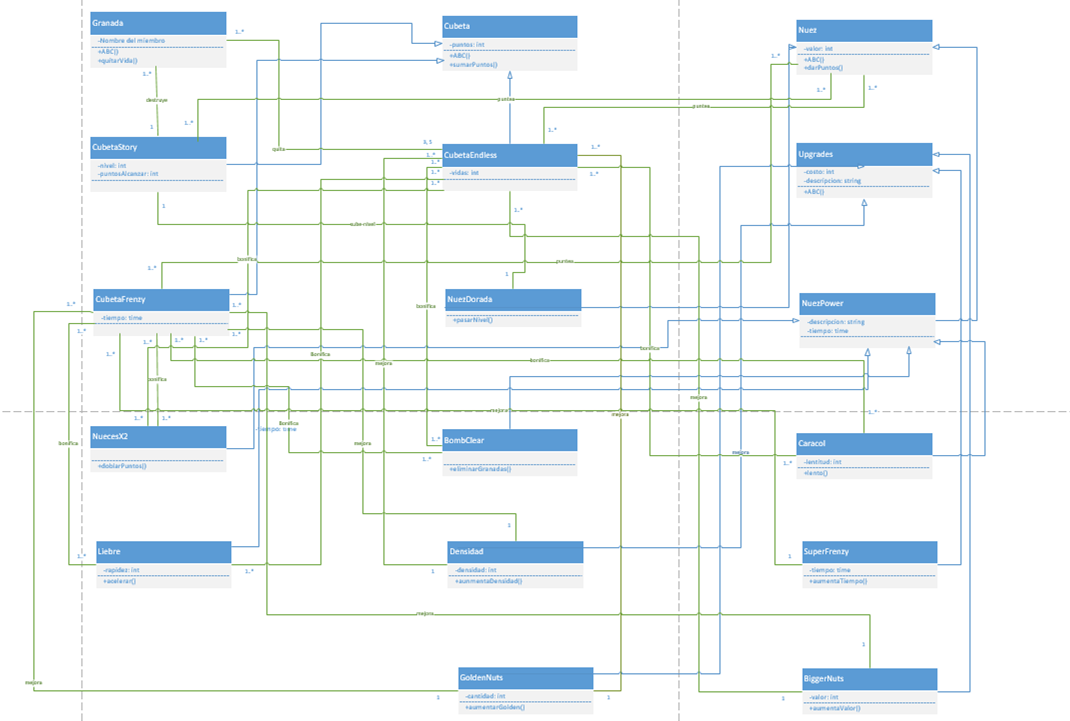 Granada
-Nombre del miembro
+ABC()
+quitarVida()
1..*
Cubeta
-puntos: int
+ABC()
+sumarPuntos()
Nuez
-valor: int
+ABC()
+darPuntos()
1..*
1..*
1..*
1..*
destruye
1
1..*
puntos
puntos
1..*
CubetaStory
-nivel: int
-puntosAlcanzar: int
1
quita
1..*
1..*
1..*
1..*
CubetaEndless
-vidas: int
1..*
1..*
1..*
Upgrades
-costo: int
-descripcion: string
+ABC()
sube nivel
bonifica
puntos
1..*
1
CubetaFrenzy
-tiempo: time
1..*
1..*
1..*
1..*
1..*
1..*
1..*
1..*
bonifica
NuezDorada
+pasarNivel()
NuezPower
-descripcion: string
-tiempo: time
Bonifica
mejora
Bonifica
bonifica
bonifica
mejora
mejora
mejora
1..*
1..*
1..*
Bonifica
-tiempo: time
NuecesX2
+doblarPuntos()
bonifica
mejora
1..*
1..*
BombClear
+eliminarGranadas()
mejora
1..*
Caracol
-lentitud: int
+lento()
1
1..*
Liebre
-rapidez: int
+acelerar()
1..*
1
Densidad
-densidad: int
+aunmentaDensidad()
1
SuperFrenzy
-tiempo: time
+aumentaTiempo()
mejora
1
mejora
1
GoldenNuts
-cantidad: int
+aumentarGolden()
1
1
BiggerNuts
-valor: int
+aumentaValor()